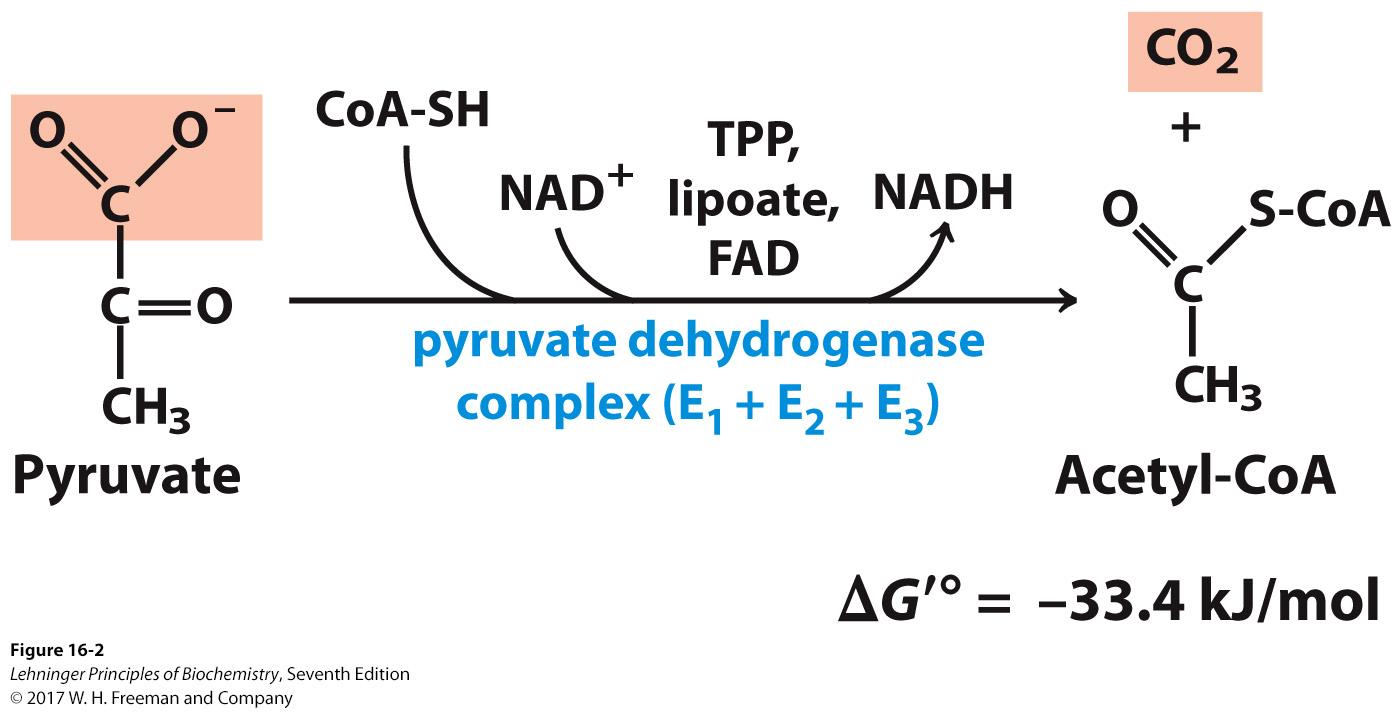 O O⁻
C
C=O
CH₃
Pyruvate
CoA-SH
NAD⁺
TPP,
lipoate,
FAD
NADH
pyruvate dehydrogenase
complex (E₁ + E₂ + E₃)
CO₂
+
O S-CoA
C
CH₃
Acetyl-CoA
ΔG′° = –33.4 kJ/mol
Figure 16-2
Lehninger Principles of Biochemistry, Seventh Edition
© 2017 W. H. Freeman and Company